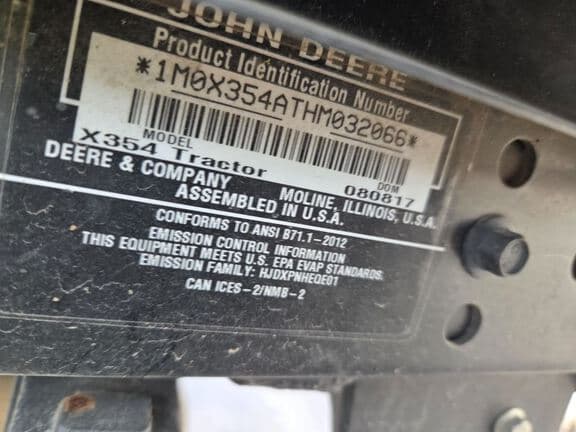 JOHN DEERE
Product Identification Number
*1M0X354ATHM032066*
MODEL DOM
X354 Tractor 080817
DEERE & COMPANY MOLINE, ILLINOIS, U.S.A.
ASSEMBLED IN U.S.A.
CONFORMS TO ANSI B71.1-2012
EMISSION CONTROL INFORMATION
THIS EQUIPMENT MEETS U.S. EPA EVAP STANDARDS.
EMISSION FAMILY: HJDXPNHEQE01
CAN ICES-2/NMB-2